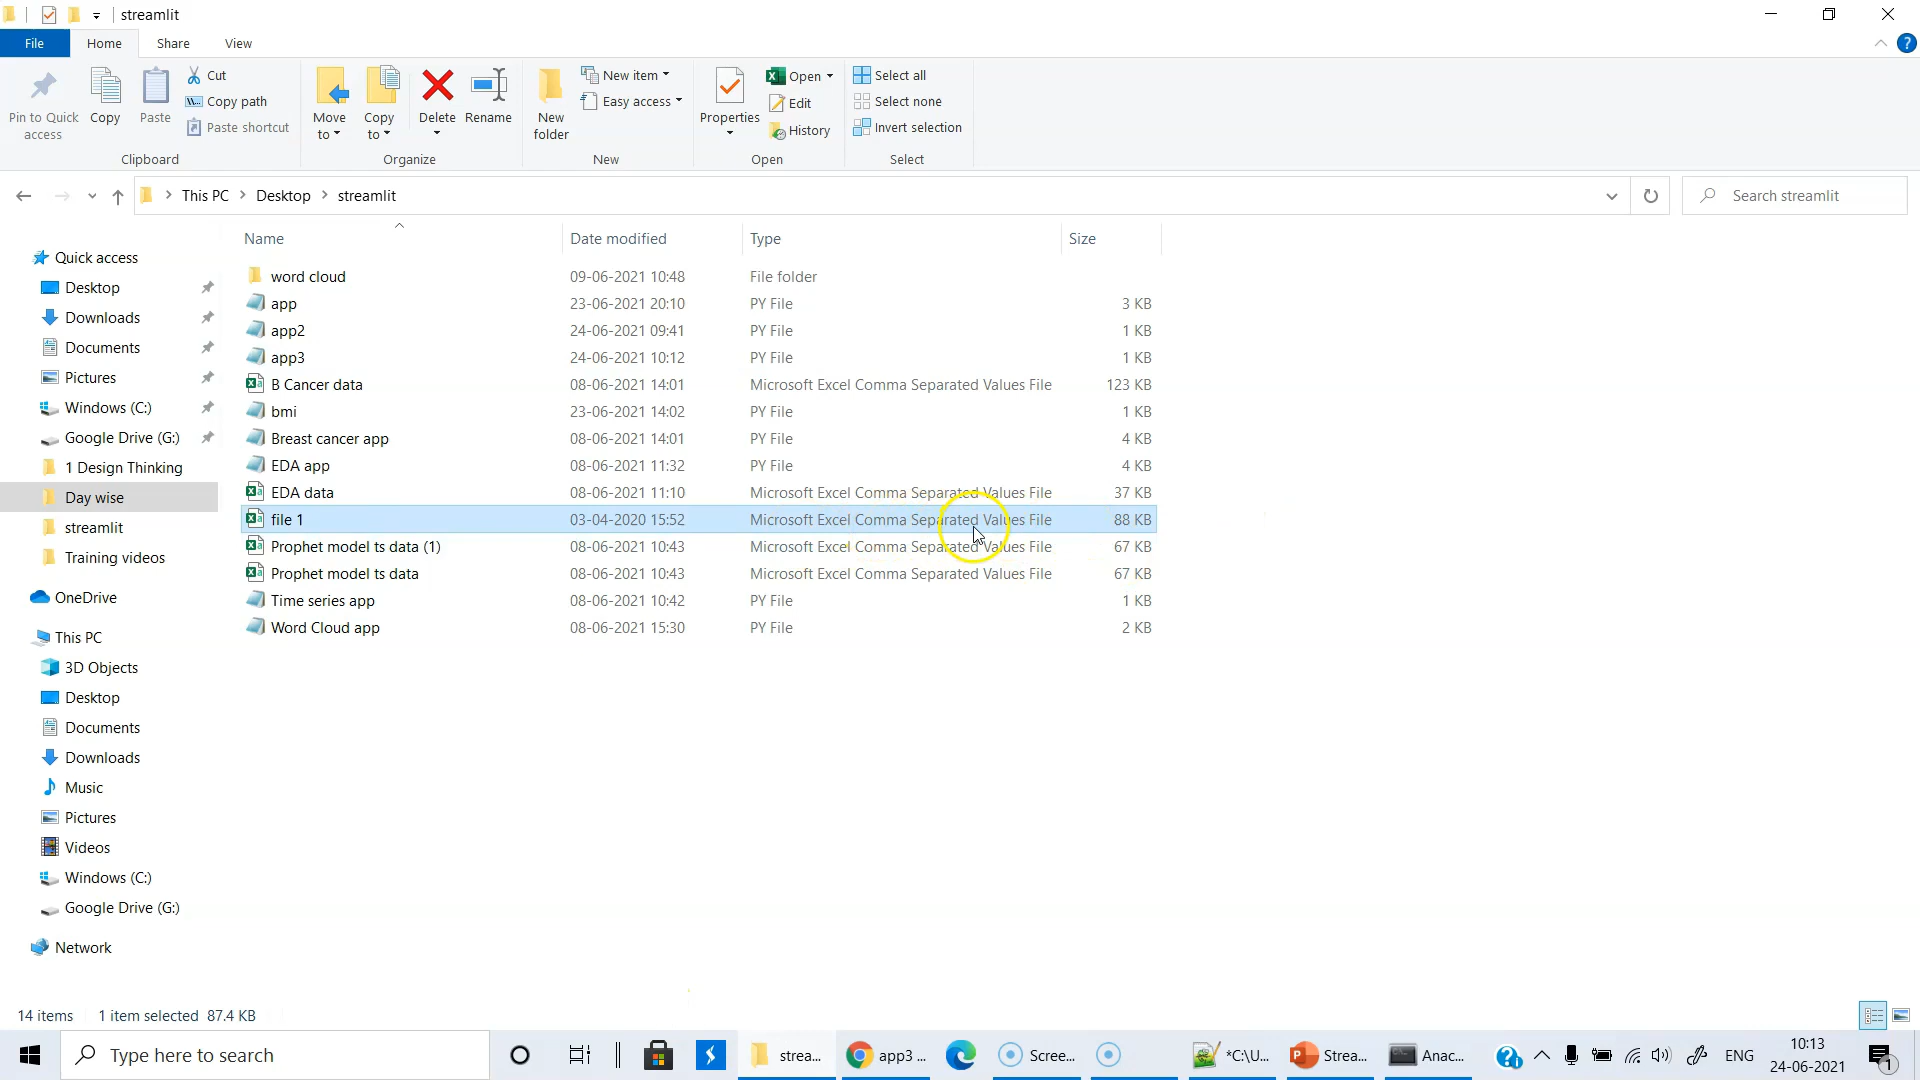 streamlit
File Home Share View
Pin to Quick access
Copy
Paste
Cut
Copy path
Paste shortcut
Clipboard
Move to
Copy to
Delete
Rename
Organize
New folder
New item
Easy access
New
Properties
Open
Edit
History
Open
Select all
Select none
Invert selection
Select
This PC > Desktop > streamlit
Search streamlit
Name Date modified Type Size
word cloud 09-06-2021 10:48 File folder
app 23-06-2021 20:10 PY File 3 KB
app2 24-06-2021 09:41 PY File 1 KB
app3 24-06-2021 10:12 PY File 1 KB
B Cancer data 08-06-2021 14:01 Microsoft Excel Comma Separated Values File 123 KB
bmi 23-06-2021 14:02 PY File 1 KB
Breast cancer app 08-06-2021 14:01 PY File 4 KB
EDA app 08-06-2021 11:32 PY File 4 KB
EDA data 08-06-2021 11:10 Microsoft Excel Comma Separated Values File 37 KB
file 1 03-04-2020 15:52 Microsoft Excel Comma Separated Values File 88 KB
Prophet model ts data (1) 08-06-2021 10:43 Microsoft Excel Comma Separated Values File 67 KB
Prophet model ts data 08-06-2021 10:43 Microsoft Excel Comma Separated Values File 67 KB
Time series app 08-06-2021 10:42 PY File 1 KB
Word Cloud app 08-06-2021 15:30 PY File 2 KB
Quick access
Desktop
Downloads
Documents
Pictures
Windows (C:)
Google Drive (G:)
1 Design Thinking
Day wise
streamlit
Training videos
OneDrive
This PC
3D Objects
Desktop
Documents
Downloads
Music
Pictures
Videos
Windows (C:)
Google Drive (G:)
Network
14 items 1 item selected 87.4 KB
Type here to search
strea...
app3 ...
Scree...
*C:\U...
Strea...
Anac...
ENG
10:13
24-06-2021
1